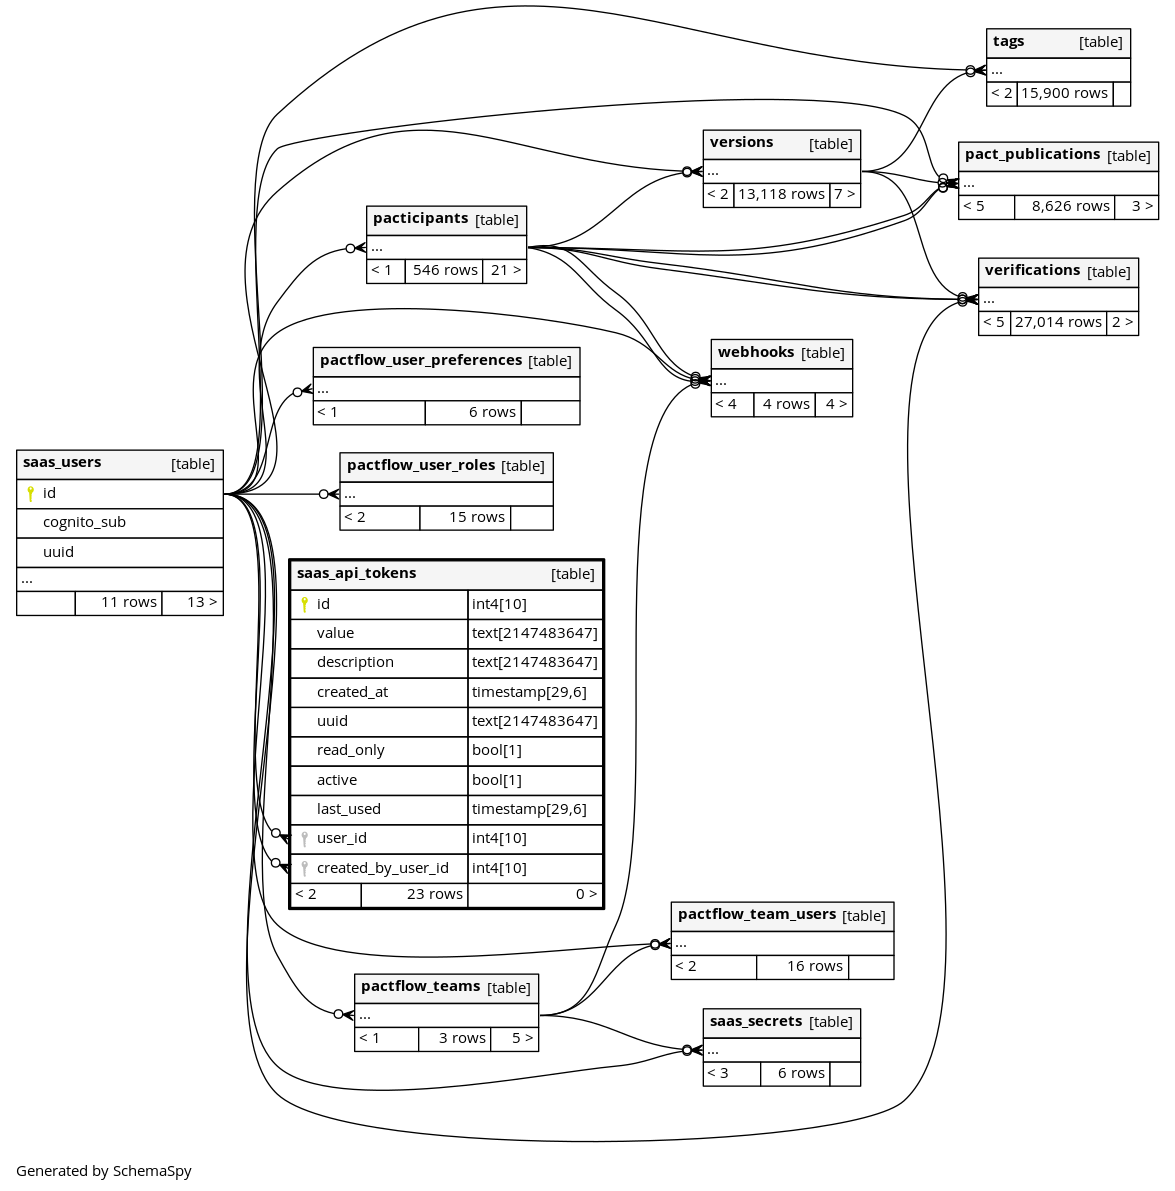 tags [table]
...
< 2 15,900 rows
versions [table]
...
< 2 13,118 rows 7 >
pact_publications [table]
...
< 5 8,626 rows 3 >
pacticipants [table]
...
< 1 546 rows 21 >
verifications [table]
...
< 5 27,014 rows 2 >
webhooks [table]
...
< 4 4 rows 4 >
pactflow_user_preferences [table]
...
< 1 6 rows
saas_users [table]
id
cognito_sub
uuid
...
11 rows 13 >
pactflow_user_roles [table]
...
< 2 15 rows
saas_api_tokens [table]
id int4[10]
value text[2147483647]
description text[2147483647]
created_at timestamp[29,6]
uuid text[2147483647]
read_only bool[1]
active bool[1]
last_used timestamp[29,6]
user_id int4[10]
created_by_user_id int4[10]
< 2 23 rows 0 >
pactflow_team_users [table]
...
< 2 16 rows
pactflow_teams [table]
...
< 1 3 rows 5 >
saas_secrets [table]
...
< 3 6 rows
Generated by SchemaSpy